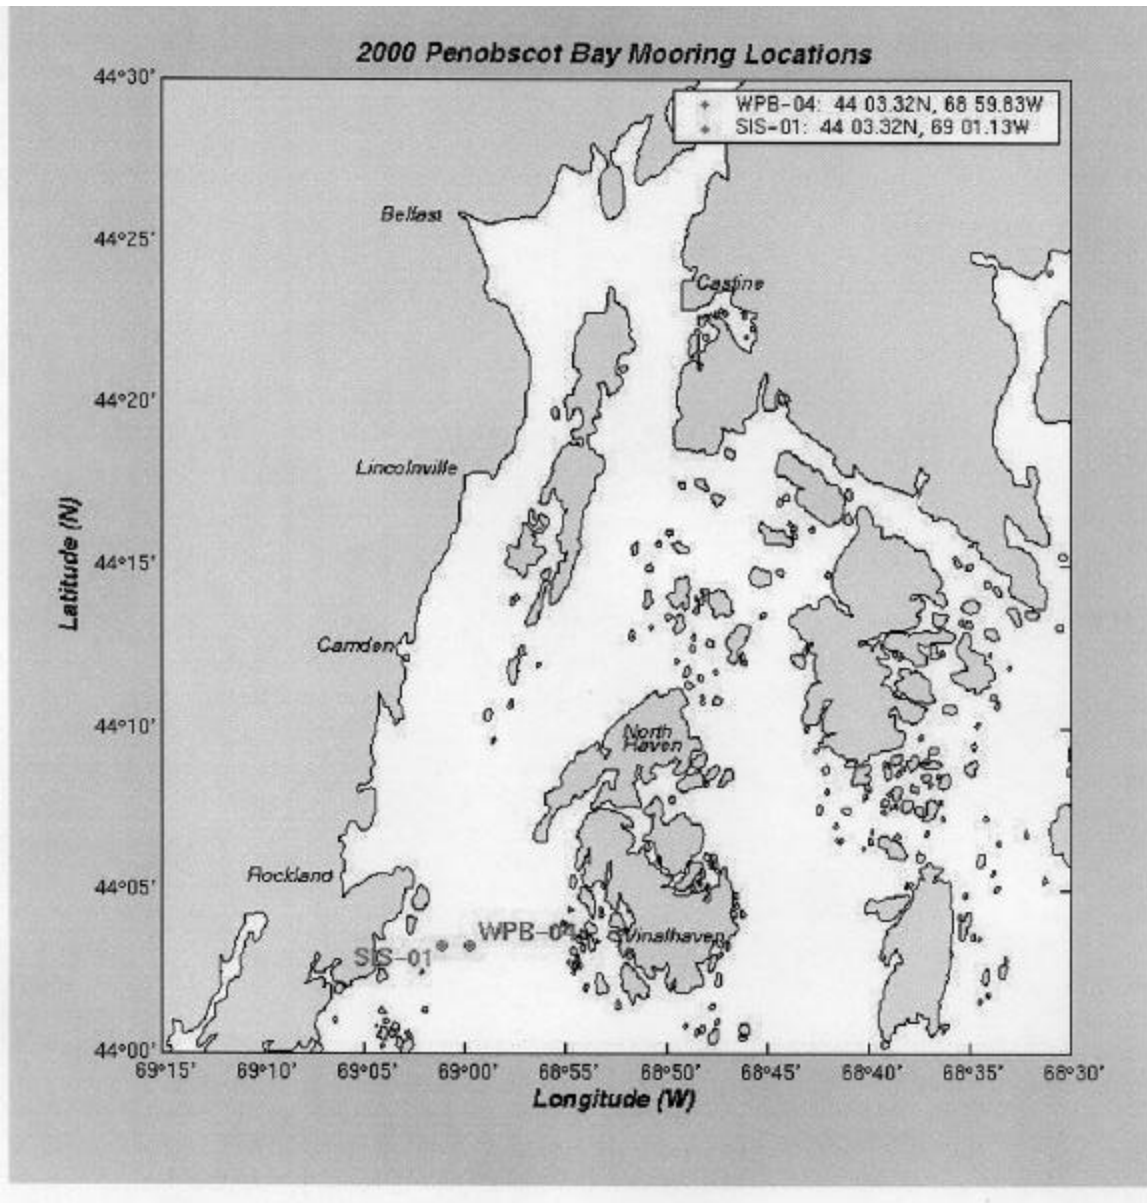 2000 Penobscot Bay Mooring Locations
44°30'
WPB-04: 44 03.32N, 68 59.83W
SIS-01: 44 03.32N, 69 01.13W
Belfast
44°25'
Castine
44°20'
Lincolnville
Latitude (N)
44°15'
Camden
44°10'
North
Haven
Rockland
44°05'
WPB-04
Vinalhaven
SIS-01
44°00'
69°15' 69°10' 69°05' 69°00' 68°55' 68°50' 68°45' 68°40' 68°35' 68°30'
Longitude (W)